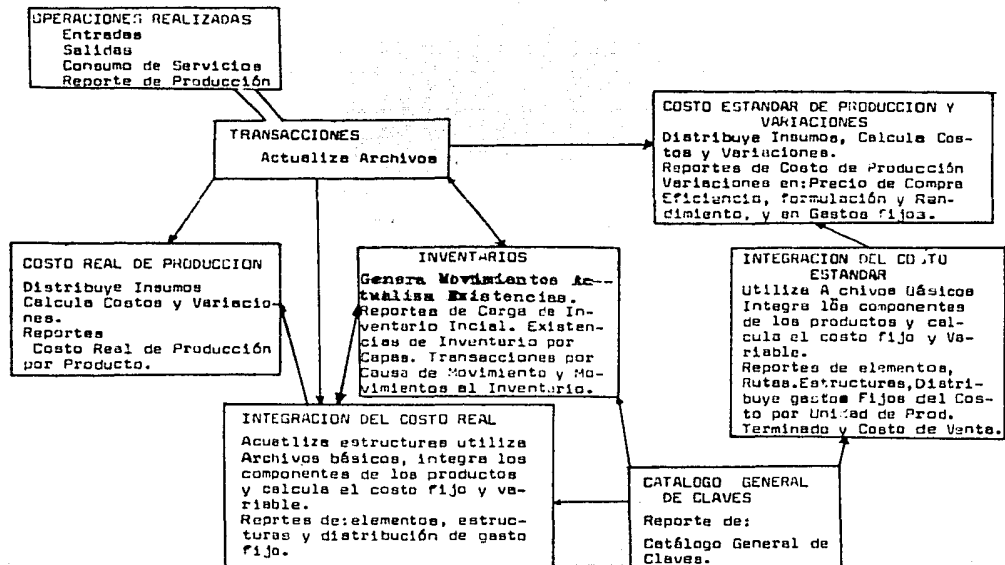 OPERACIONES REALIZADAS
Entradas
Salidas
Consumo de Servicios
Reporte de Producción
TRANSACCIONES
Actualiza Archivos
COSTO ESTANDAR DE PRODUCCION Y
VARIACIONES
Distribuye Insumos, Calcula Cos-
tos y Variaciones.
Reportes de Costo de Producción
Variaciones en:Precio de Compra
Eficiencia, formulación y Ren-
dimiento, y en Gastos fijos.
COSTO REAL DE PRODUCCION
Distribuye Insumos
Calcula Costos y Variacio-
nes.
Reportes
Costo Real de Producción
por Producto.
INVENTARIOS
Genera Movimientos Ac--
tualisa Existencias.
Reportes de Carga de In-
ventario Incial. Existen-
cias de Inventario por
Capas. Transacciones por
Causa de Movimiento y Mo-
vimientos al Inventario.
INTEGRACION DEL COSTO
ESTANDAR
Utiliza Archivos Básicos
Integra los componentes
de los productos y cal-
cula el costo fijo y Va-
riable.
Reportes de elementos,
Rutas.Estructuras,Distri-
buye gastos Fijos del Cos-
to por Unidad de Prod.
Terminado y Costo de Venta.
INTEGRACION DEL COSTO REAL
Acuatliza estructuras utiliza
Archivos básicos, integra los
componentes de los productos
y calcula el costo fijo y va-
riable.
Reprtes de:elementos, estruc-
turas y distribución de gasto
fijo.
CATALOGO GENERAL
DE CLAVES
Reporte de:
Catálogo General de
Claves.